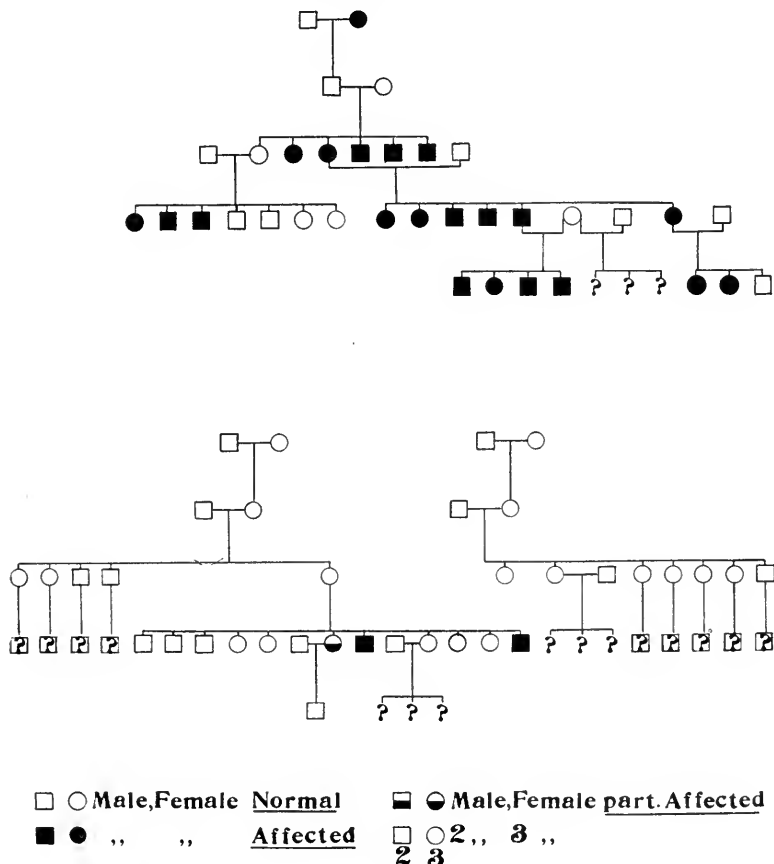 ? ? ?
? ? ? ? ? ? ? ? ? ? ? ?
? ? ?
Male,Female Normal Male,Female part. Affected
,, ,, Affected 2 ,, 3 ,,
2 3